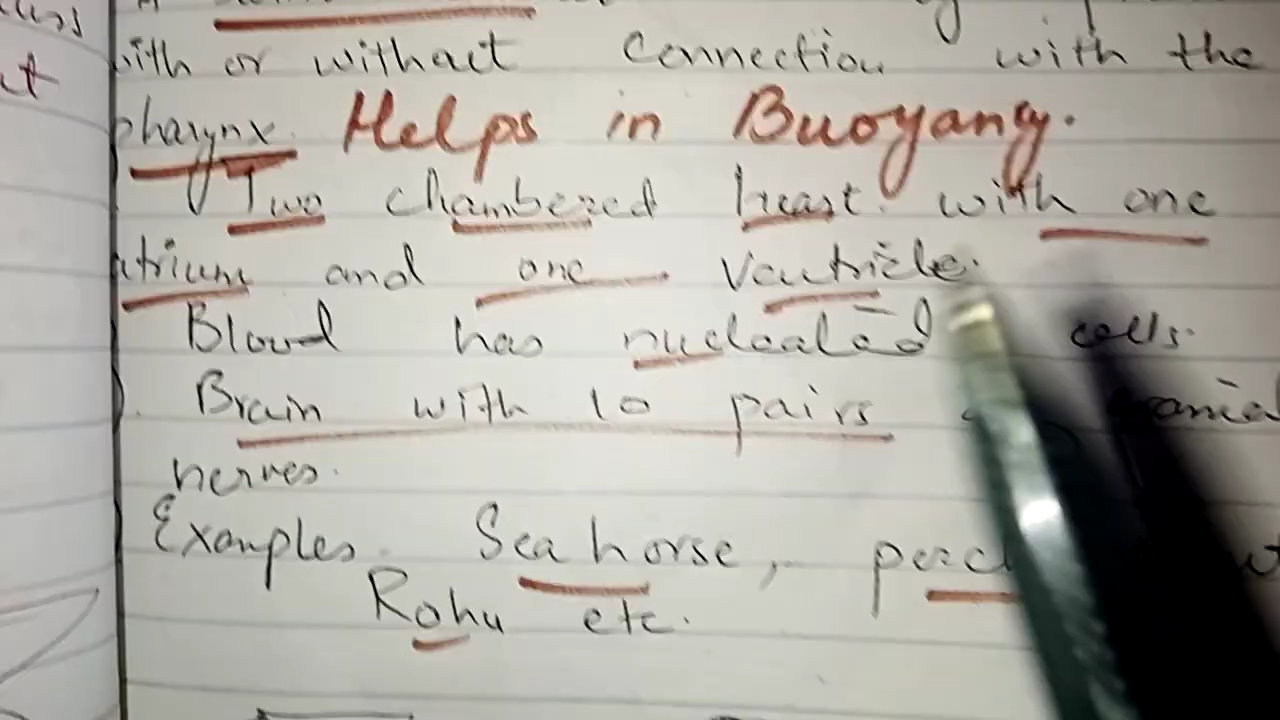 with or without connection with the
pharynx. Helps in Buoyancy.
Two chambered heart with one
atrium and one Ventricle.
Blood has nucleated cells.
Brain with 10 pairs
nerves.
Examples. Sea horse,
Rohu etc.